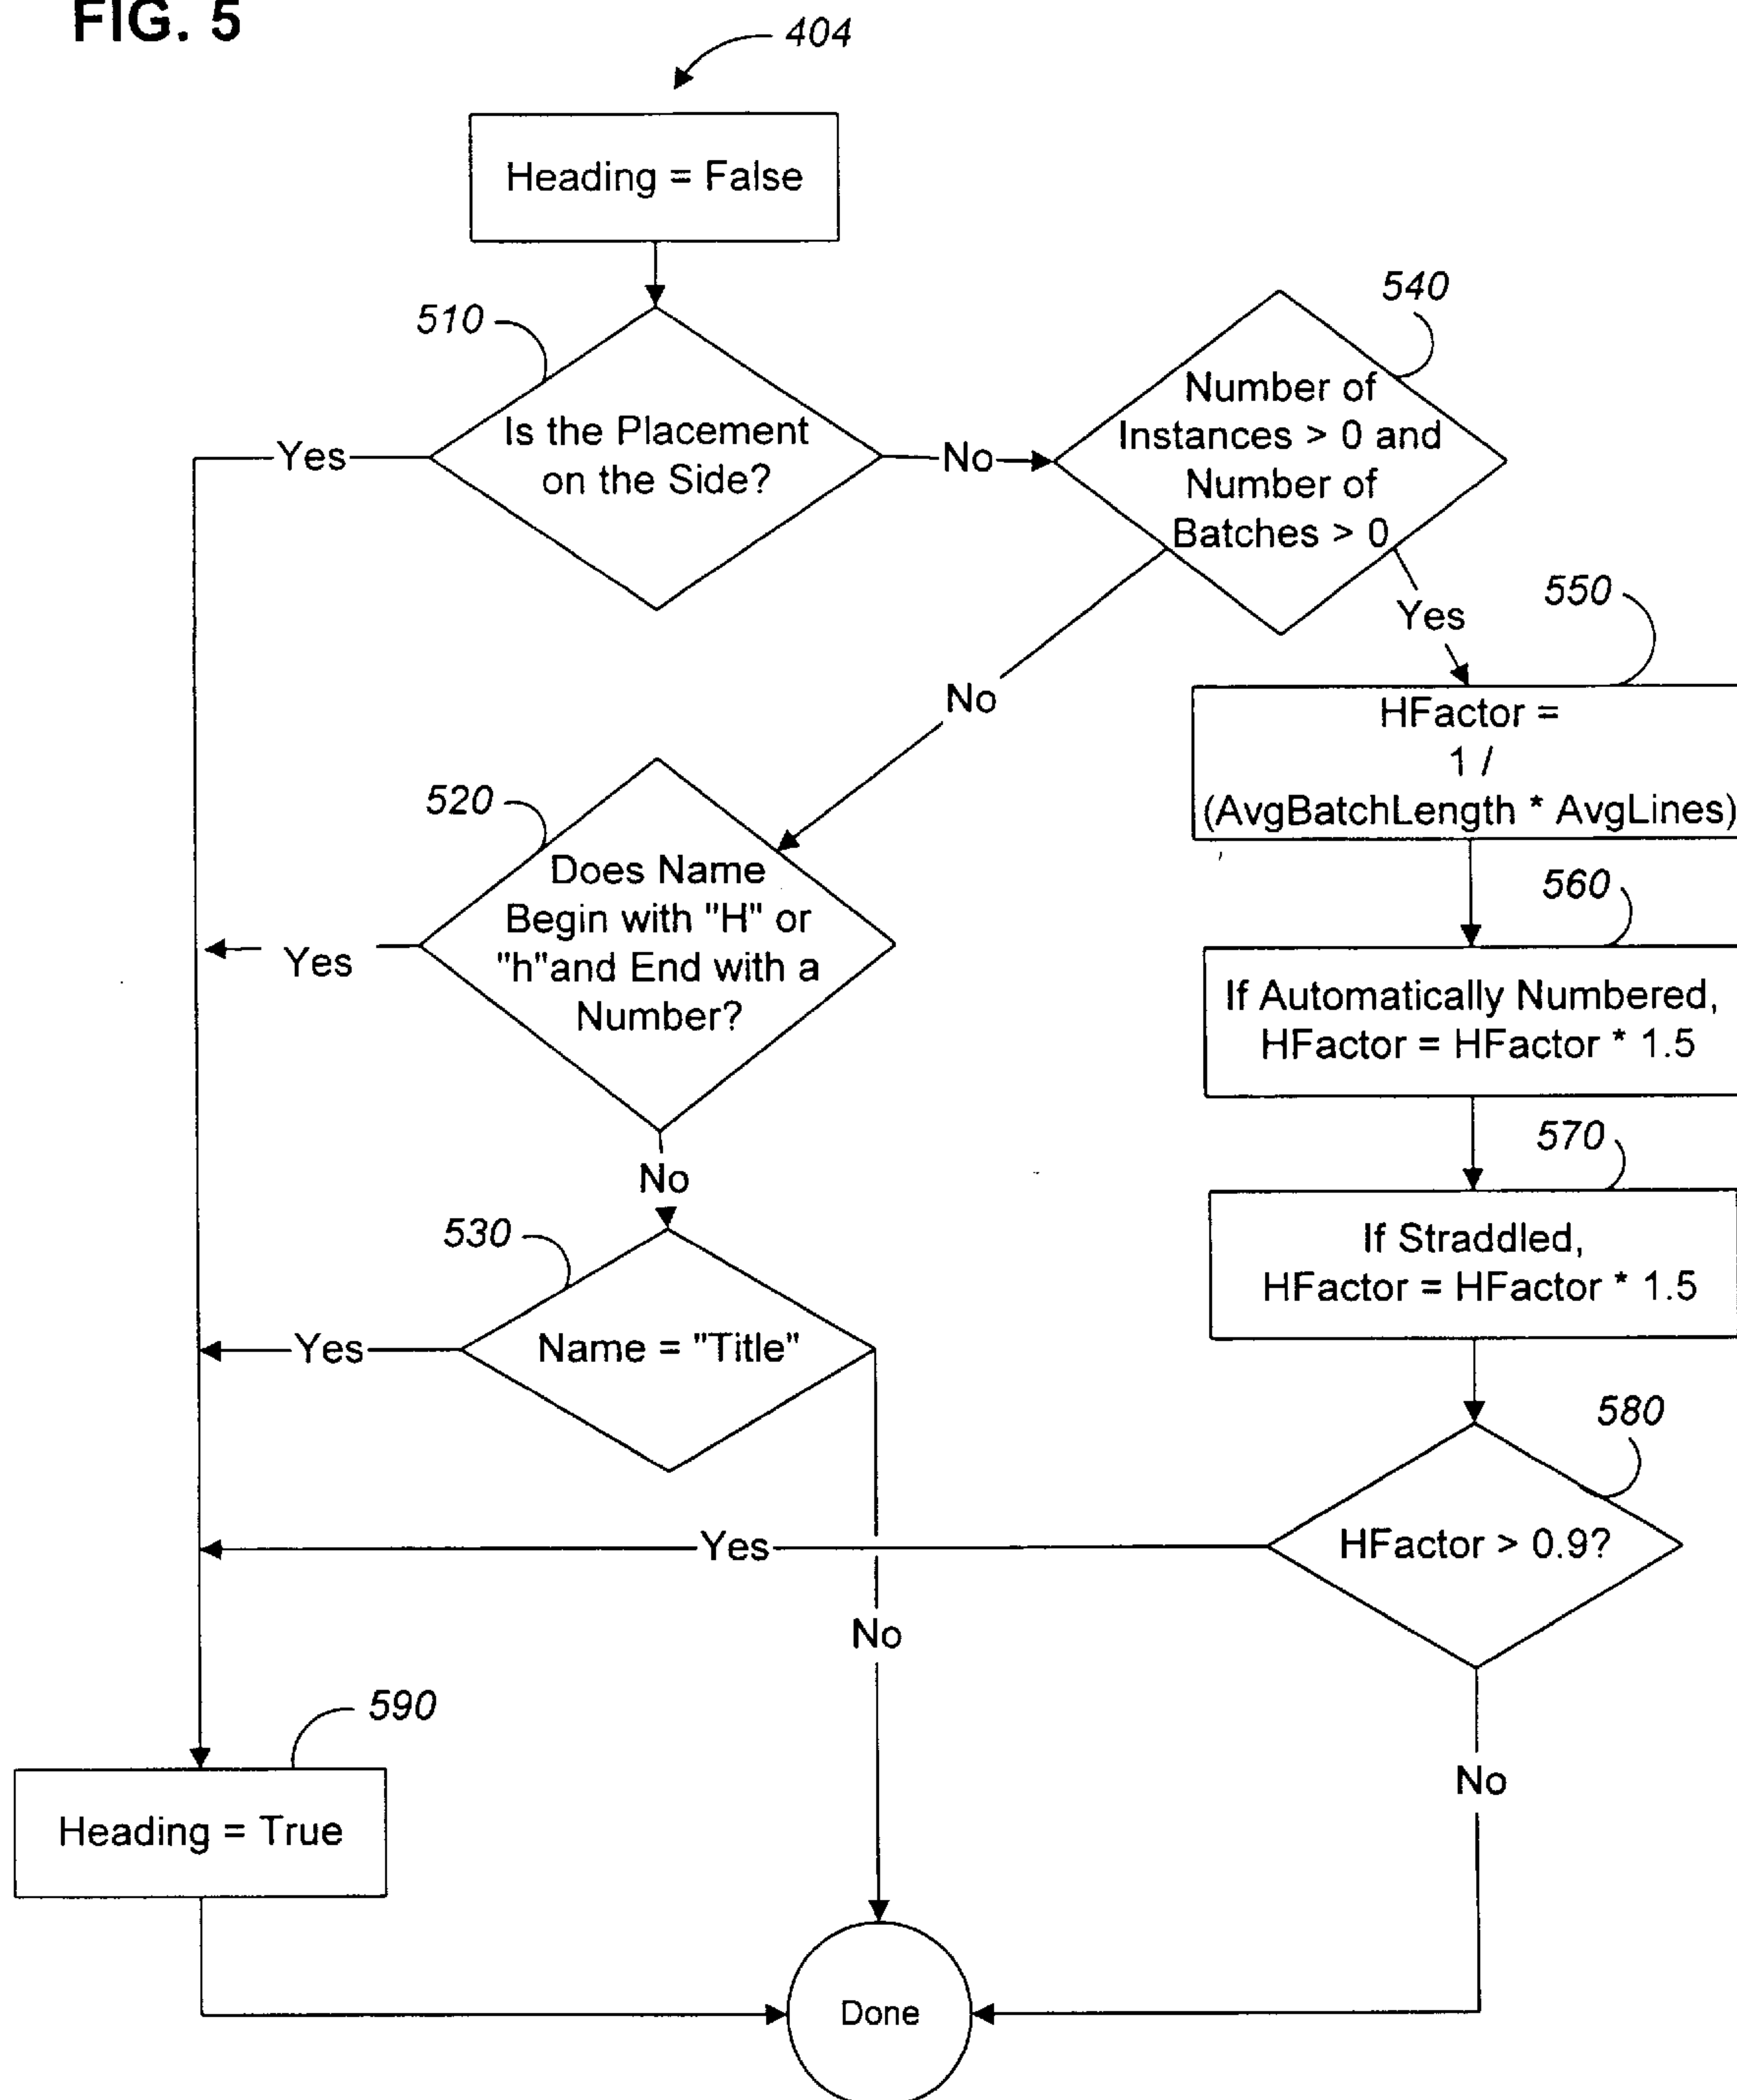 FIG. 5
404
Heading = False
510
Is the Placement
on the Side?
Yes
No
540
Number of
Instances > 0 and
Number of
Batches > 0
Yes
No
550
HFactor =
1 /
(AvgBatchLength * AvgLines)
520
Does Name
Begin with "H" or
"h"and End with a
Number?
Yes
No
560
If Automatically Numbered,
HFactor = HFactor * 1.5
570
If Straddled,
HFactor = HFactor * 1.5
530
Name = "Title"
Yes
No
580
HFactor > 0.9?
Yes
No
590
Heading = True
Done